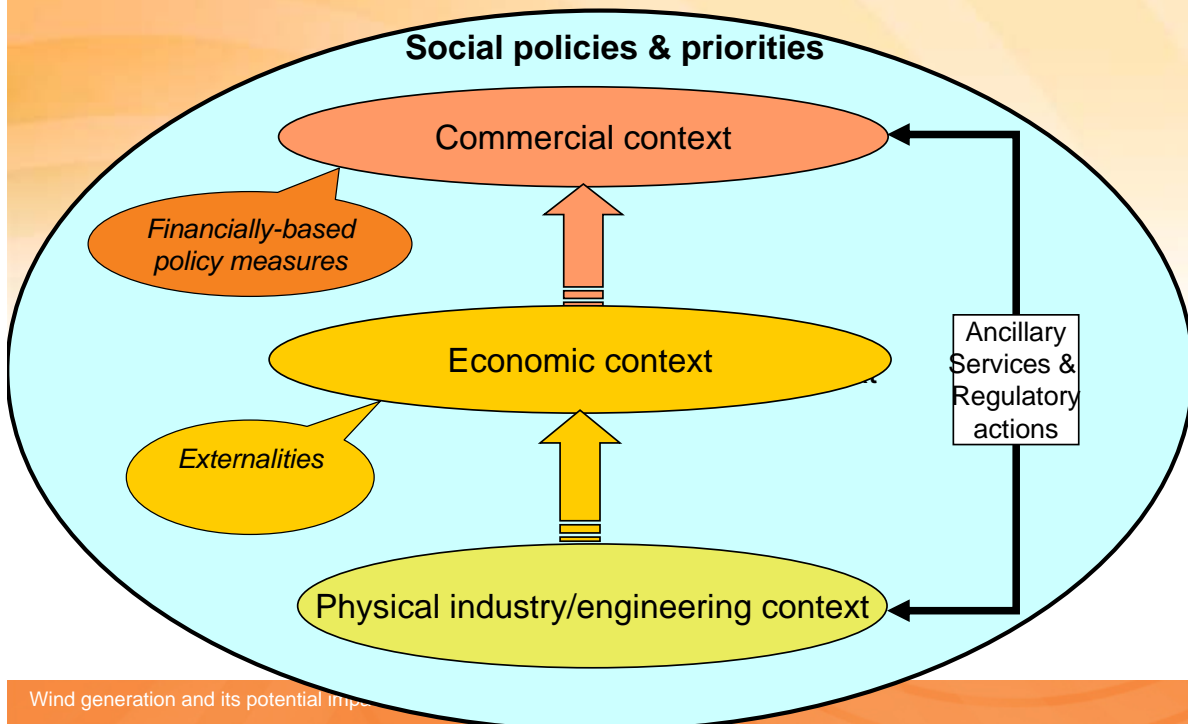 Social policies & priorities
Commercial context
Financially-based
policy measures
Economic context
Ancillary
Services &
Regulatory
actions
Externalities
Physical industry/engineering context
Wind generation and its potential